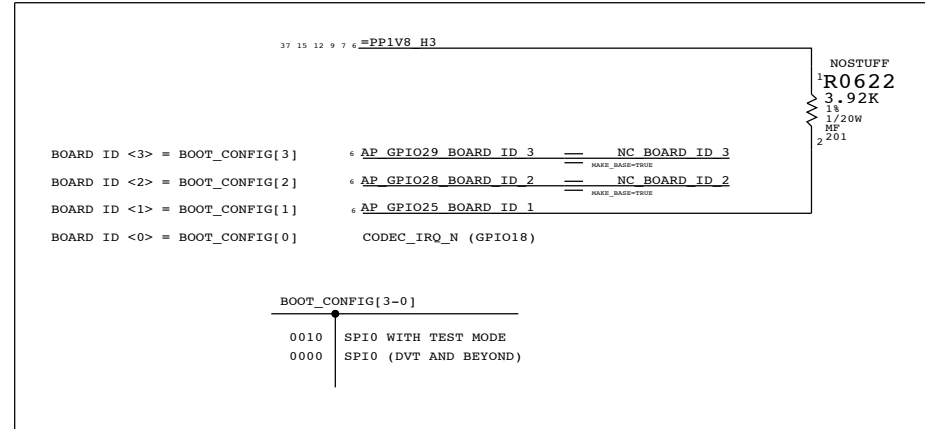 37 15 12 9 7 6 =PP1V8_H3
NOSTUFF
1 R0622
3.92K
1%
1/20W
MF
2 201
BOARD ID <3> = BOOT_CONFIG[3] 6 AP_GPIO29_BOARD_ID_3 NC_BOARD_ID_3
MAKE_BASE=TRUE
BOARD ID <2> = BOOT_CONFIG[2] 6 AP_GPIO28_BOARD_ID_2 NC_BOARD_ID_2
MAKE_BASE=TRUE
BOARD ID <1> = BOOT_CONFIG[1] 6 AP_GPIO25_BOARD_ID_1
BOARD ID <0> = BOOT_CONFIG[0] CODEC_IRQ_N (GPIO18)
BOOT_CONFIG[3-0]
0010 SPI0 WITH TEST MODE
0000 SPI0 (DVT AND BEYOND)